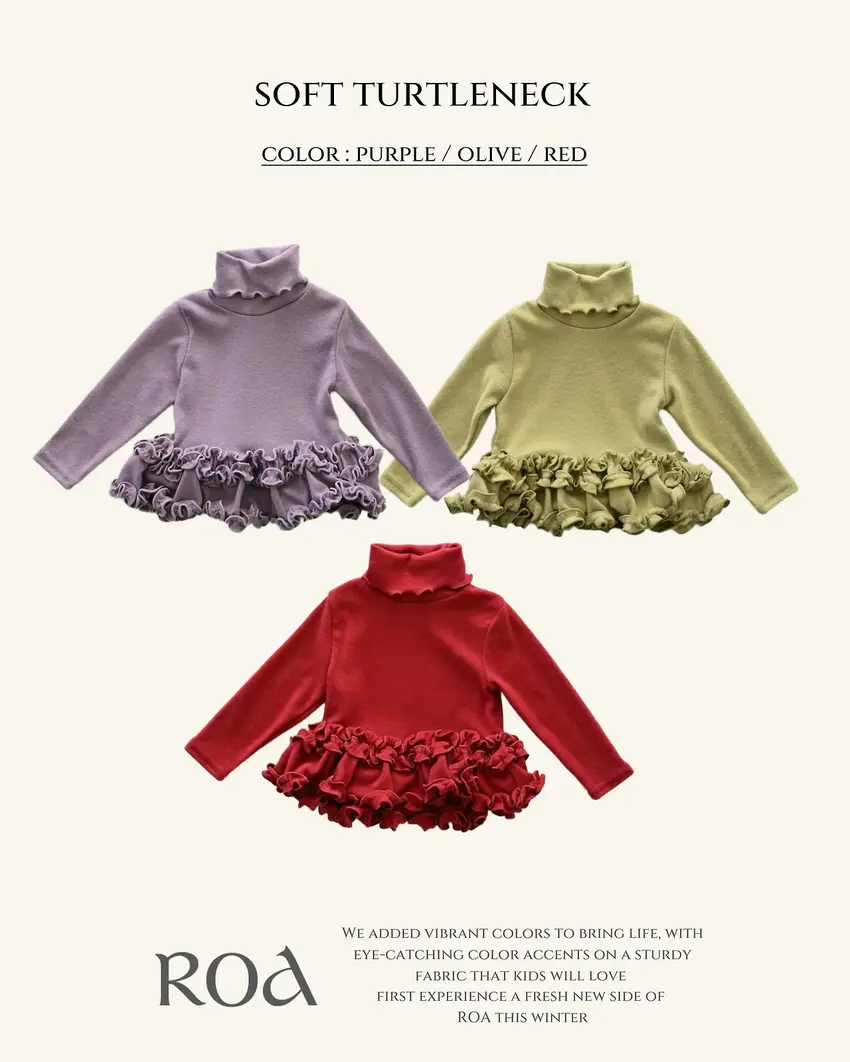 SOFT TURTLENECK
COLOR : PURPLE / OLIVE / RED
ROA
WE ADDED VIBRANT COLORS TO BRING LIFE, WITH
EYE-CATCHING COLOR ACCENTS ON A STURDY
FABRIC THAT KIDS WILL LOVE
FIRST EXPERIENCE A FRESH NEW SIDE OF
ROA THIS WINTER